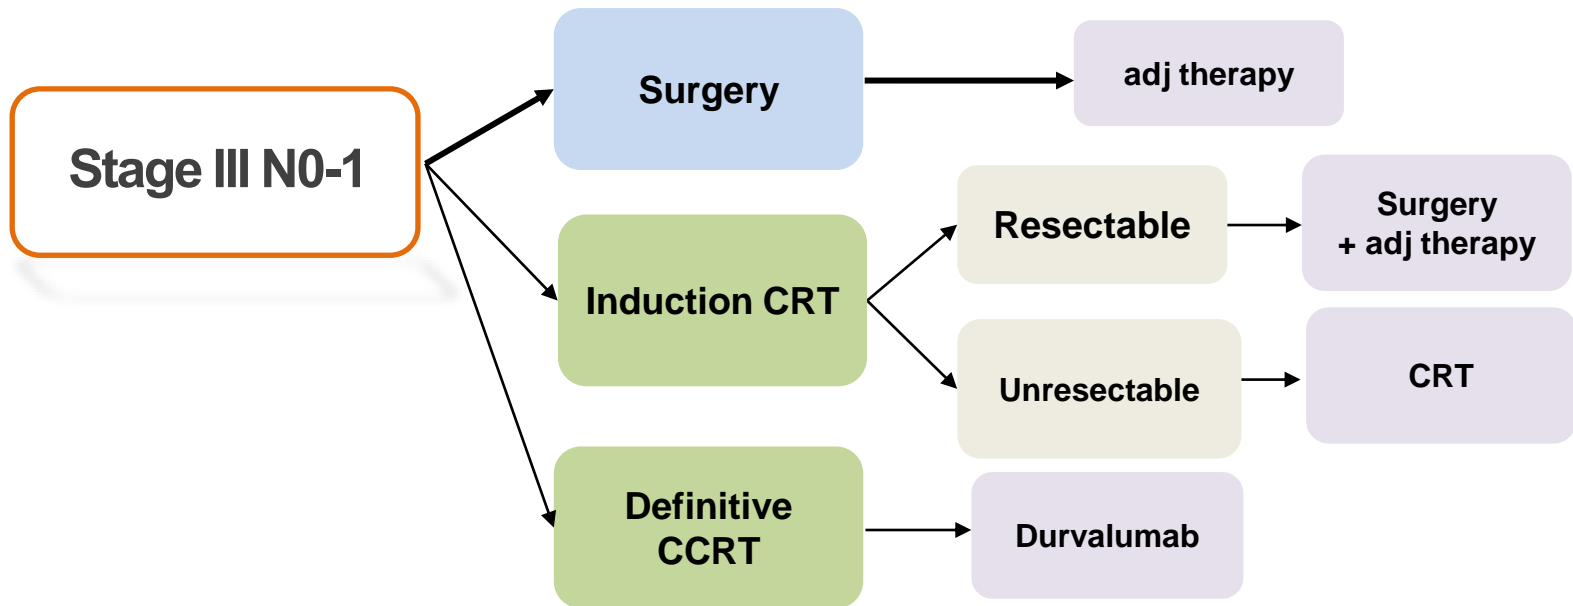 Stage III N0-1
Surgery
adj therapy
Induction CRT
Resectable
Surgery
+ adj therapy
Unresectable
CRT
Definitive
CCRT
Durvalumab